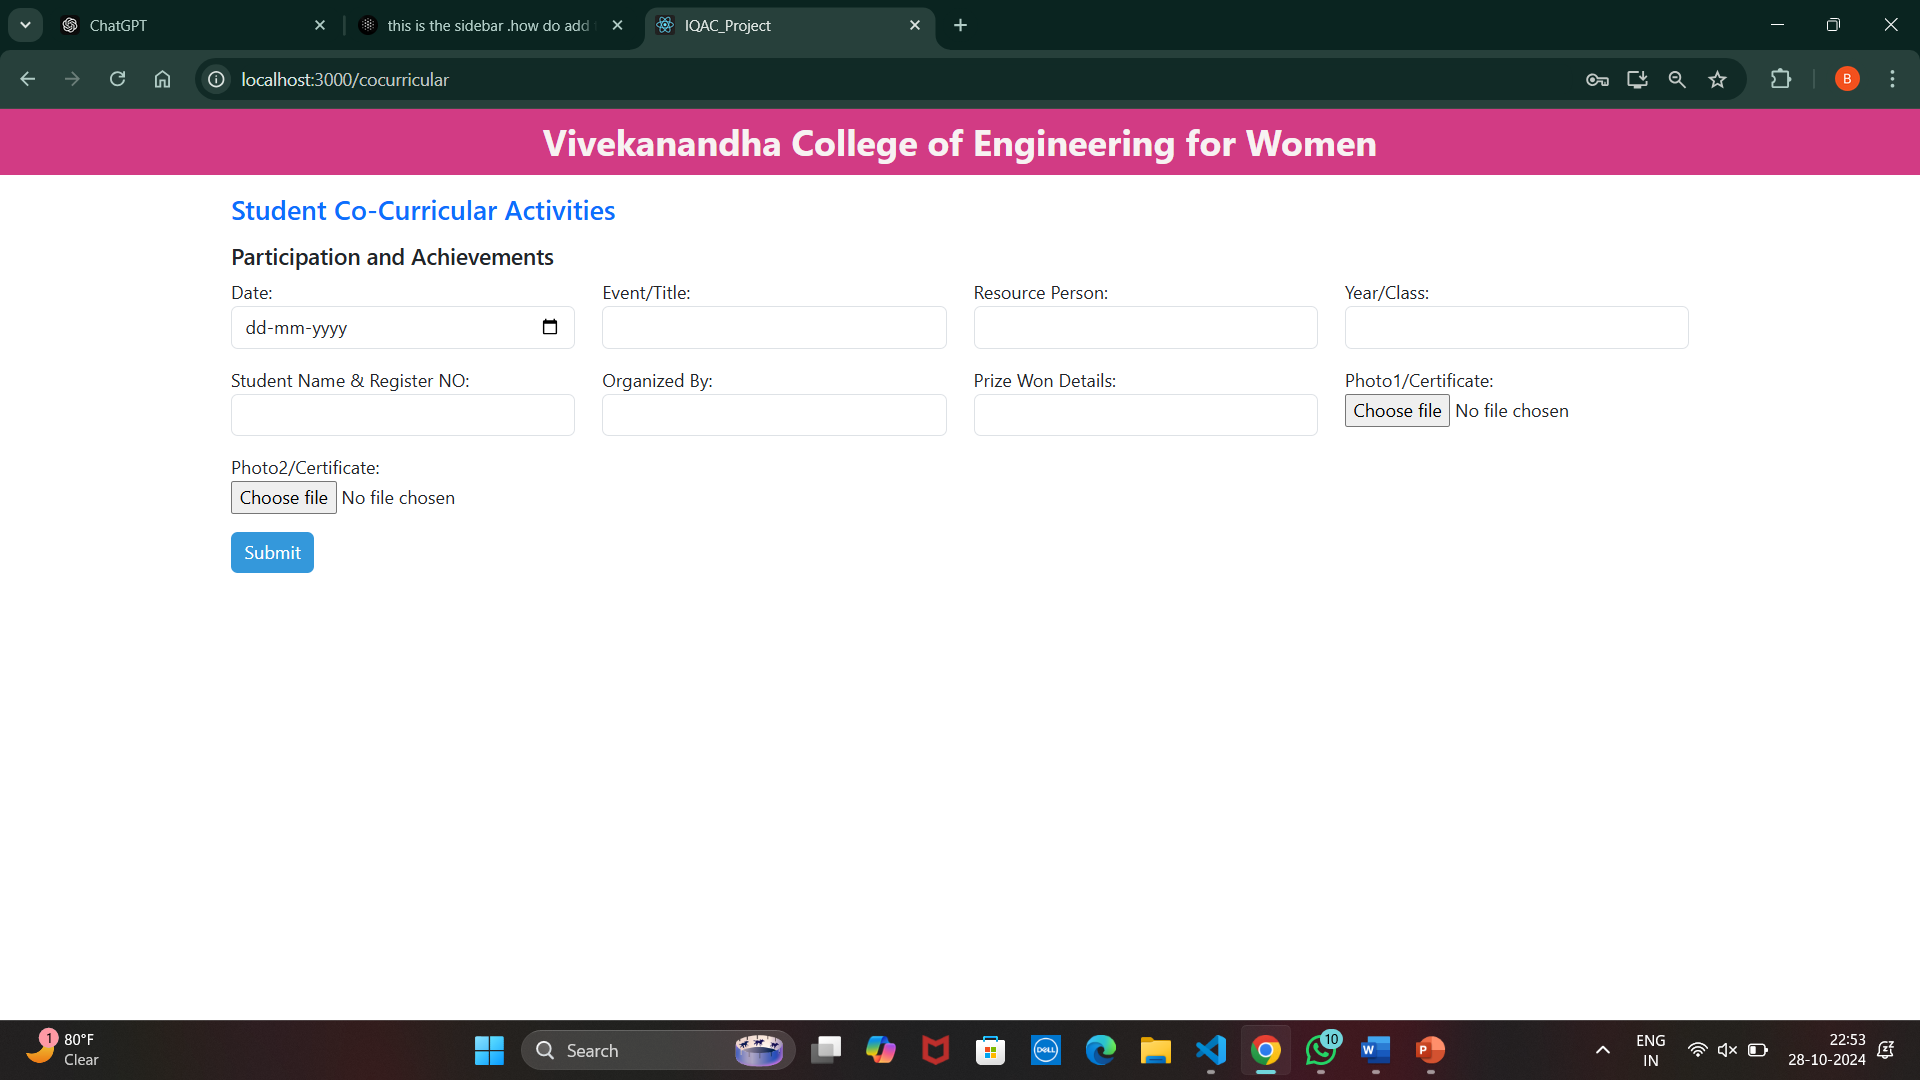 ChatGPT
this is the sidebar .how do add
IQAC_Project
localhost:3000/cocurricular
B
Vivekanandha College of Engineering for Women
Student Co-Curricular Activities
Participation and Achievements
Date:
Event/Title:
Resource Person:
Year/Class:
dd-mm-yyyy
Student Name & Register NO:
Organized By:
Prize Won Details:
Photo1/Certificate:
Choose file No file chosen
Photo2/Certificate:
Choose file No file chosen
Submit
1
80°F
Clear
Search
DELL
10
W
P
ENG
IN
22:53
28-10-2024